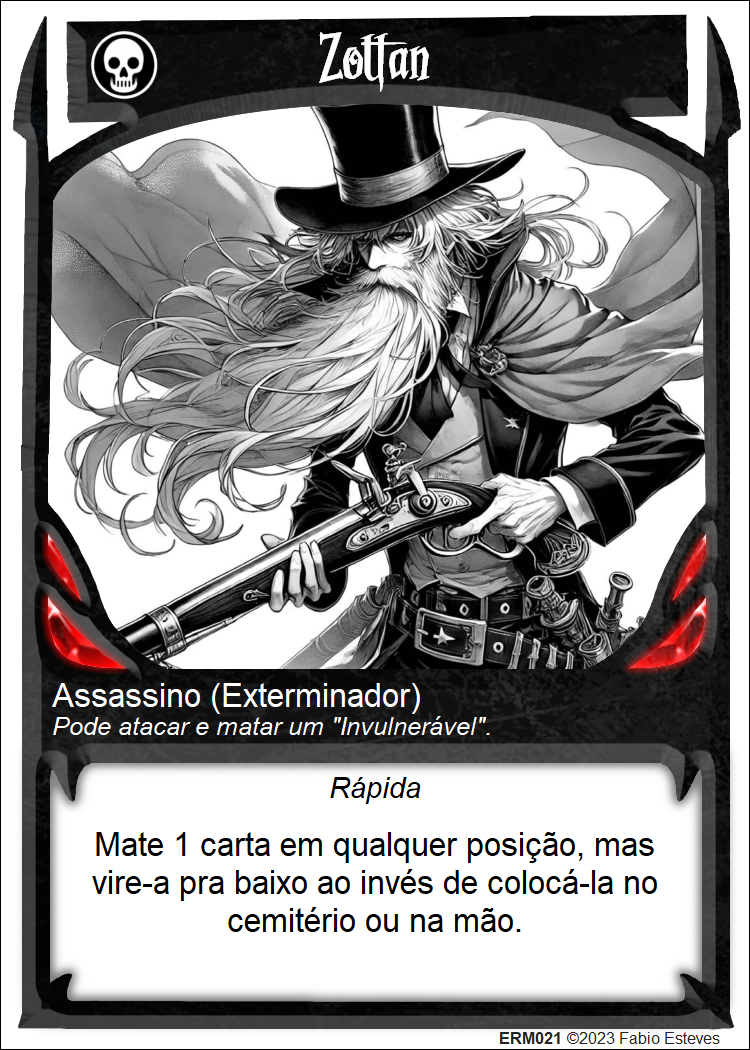 Zoltan
Assassino (Exterminador)
Pode atacar e matar um "Invulnerável".
Rápida
Mate 1 carta em qualquer posição, mas
vire-a pra baixo ao invés de colocá-la no
cemitério ou na mão.
ERM021 ©2023 Fabio Esteves